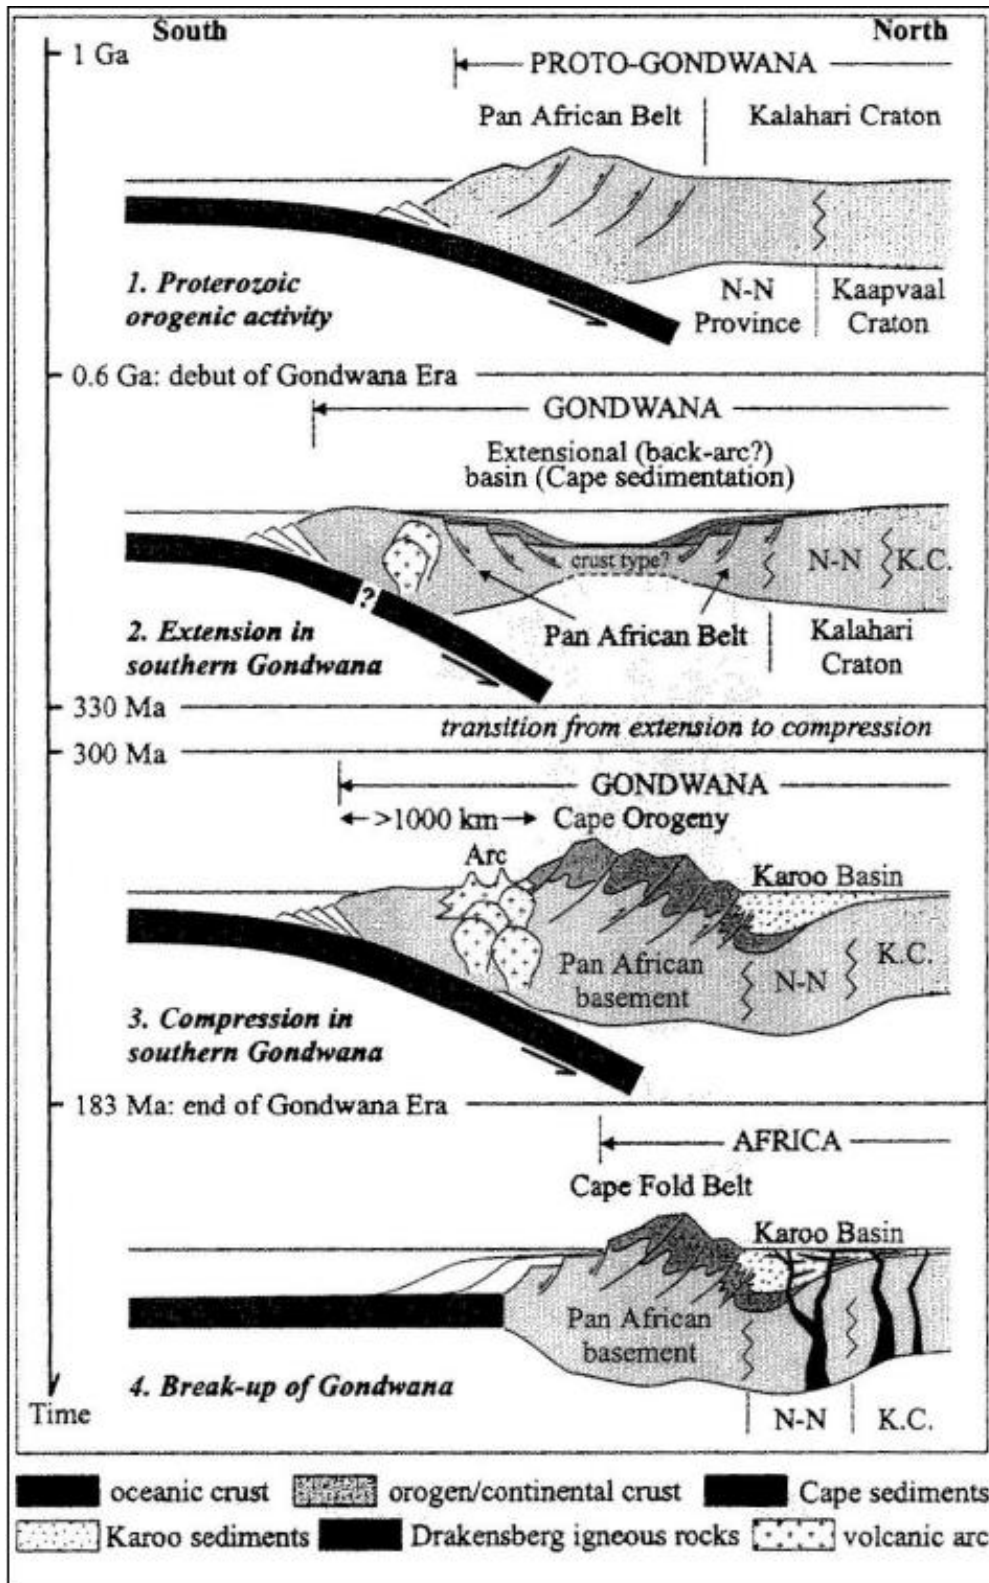 South
North
1 Ga
PROTO-GONDWANA
Pan African Belt
Kalahari Craton
1. Proterozoic
orogenic activity
N-N
Province
Kaapvaal
Craton
0.6 Ga: debut of Gondwana Era
GONDWANA
Extensional (back-arc?)
basin (Cape sedimentation)
crust type?
N-N
K.C.
?
2. Extension in
southern Gondwana
Pan African Belt
Kalahari
Craton
330 Ma
transition from extension to compression
300 Ma
GONDWANA
>1000 km
Cape Orogeny
Arc
Karoo Basin
Pan African
basement
N-N
K.C.
3. Compression in
southern Gondwana
183 Ma: end of Gondwana Era
AFRICA
Cape Fold Belt
Karoo Basin
Pan African
basement
4. Break-up of Gondwana
Time
N-N
K.C.
oceanic crust
orogen/continental crust
Cape sediments
Karoo sediments
Drakensberg igneous rocks
volcanic arc